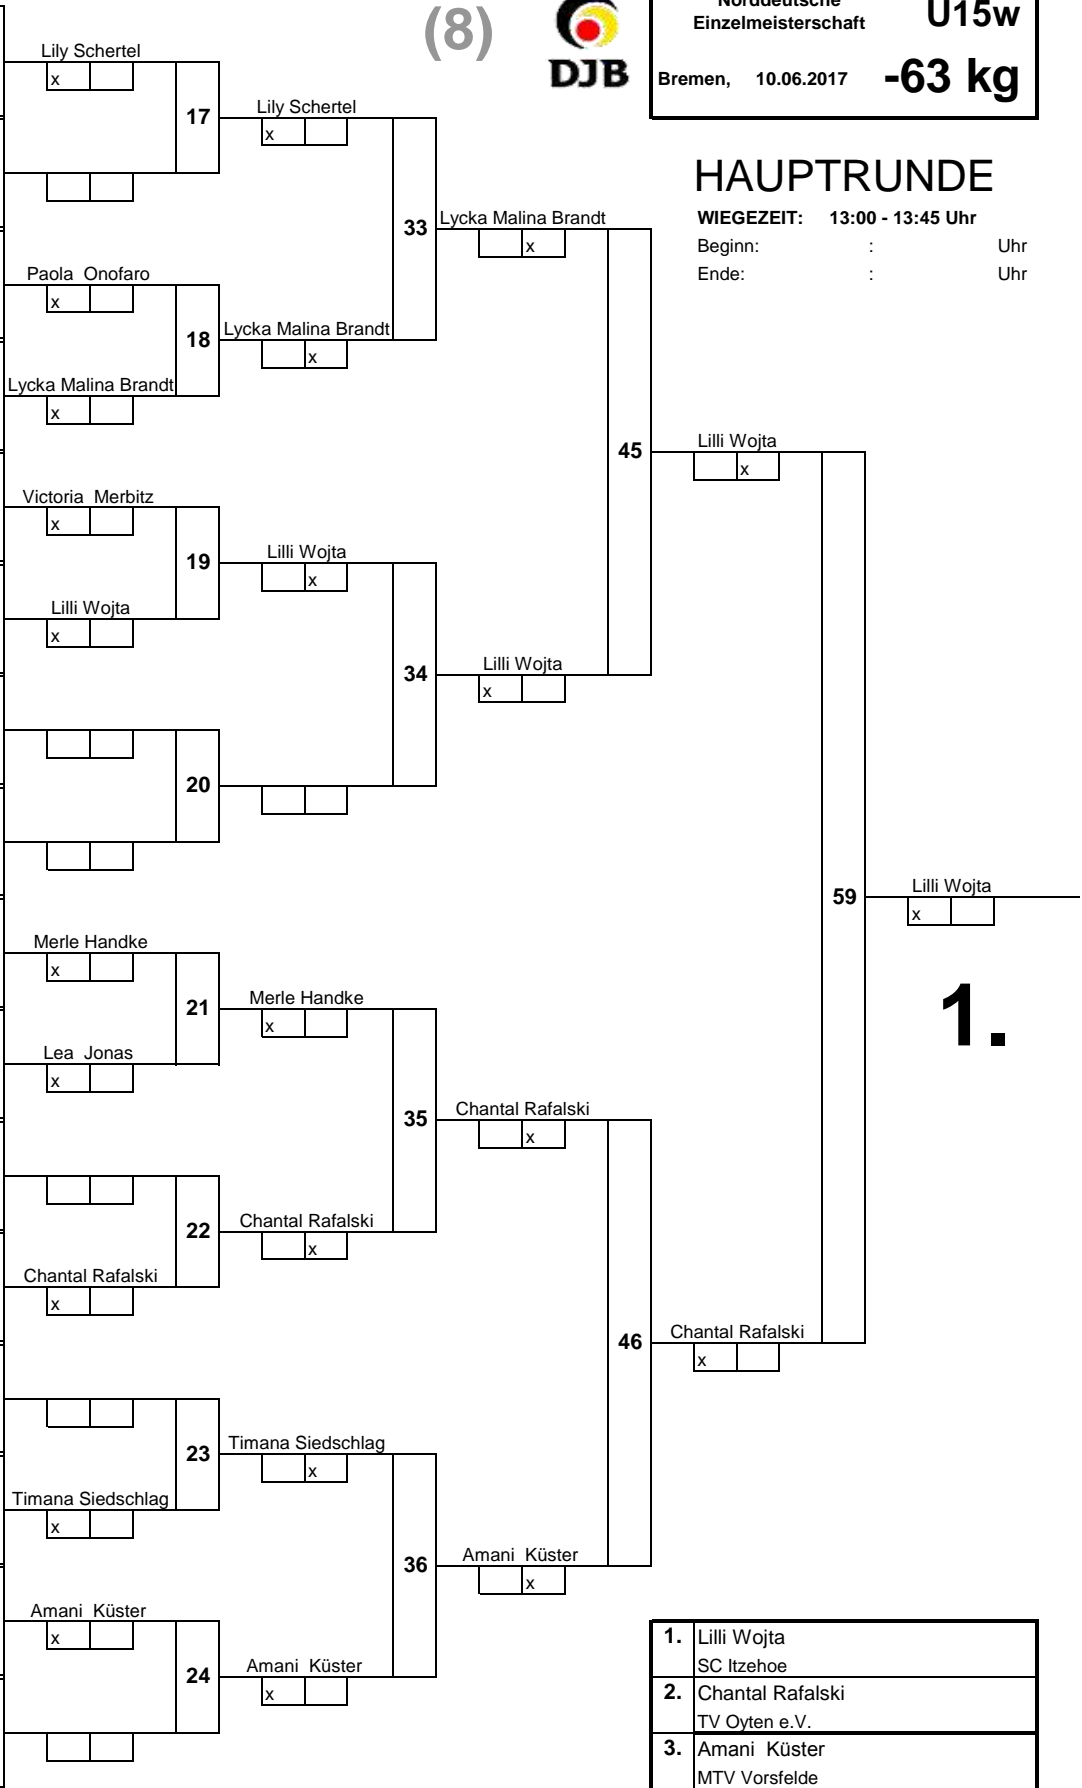 (8)
DJB
Norddeutsche
Einzelmeisterschaft
U15w
Bremen, 10.06.2017 -63 kg
HAUPTRUNDE
WIEGEZEIT: 13:00 - 13:45 Uhr
Beginn: : Uhr
Ende: : Uhr
Lily Schertel
x
17
Lily Schertel
x
33
Lycka Malina Brandt
x
Paola Onofaro
x
18
Lycka Malina Brandt
x
Lycka Malina Brandt
x
45
Lilli Wojta
x
Victoria Merbitz
x
19
Lilli Wojta
x
Lilli Wojta
x
34
Lilli Wojta
x
20
59
Lilli Wojta
x
1.
Merle Handke
x
21
Merle Handke
x
Lea Jonas
x
35
Chantal Rafalski
x
22
Chantal Rafalski
x
Chantal Rafalski
x
46
Chantal Rafalski
x
23
Timana Siedschlag
x
Timana Siedschlag
x
36
Amani Küster
x
Amani Küster
x
24
Amani Küster
x
1. Lilli Wojta
SC Itzehoe
2. Chantal Rafalski
TV Oyten e.V.
3. Amani Küster
MTV Vorsfelde